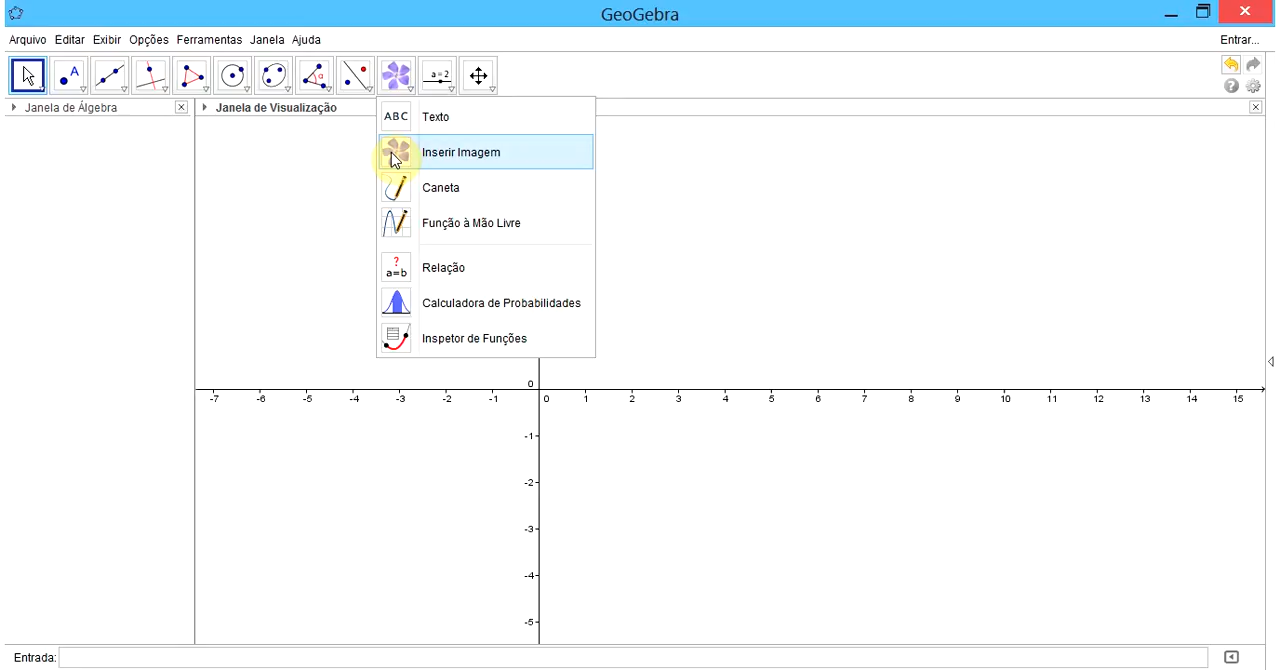 GeoGebra
Arquivo Editar Exibir Opções Ferramentas Janela Ajuda Entrar...
A α a=2
Janela de Álgebra Janela de Visualização
ABC Texto
Inserir Imagem
Caneta
Função à Mão Livre
? a=b Relação
Calculadora de Probabilidades
Inspetor de Funções
0
-7 -6 -5 -4 -3 -2 -1 0 1 2 3 4 5 6 7 8 9 10 11 12 13 14 15
-1
-2
-3
-4
-5
Entrada: